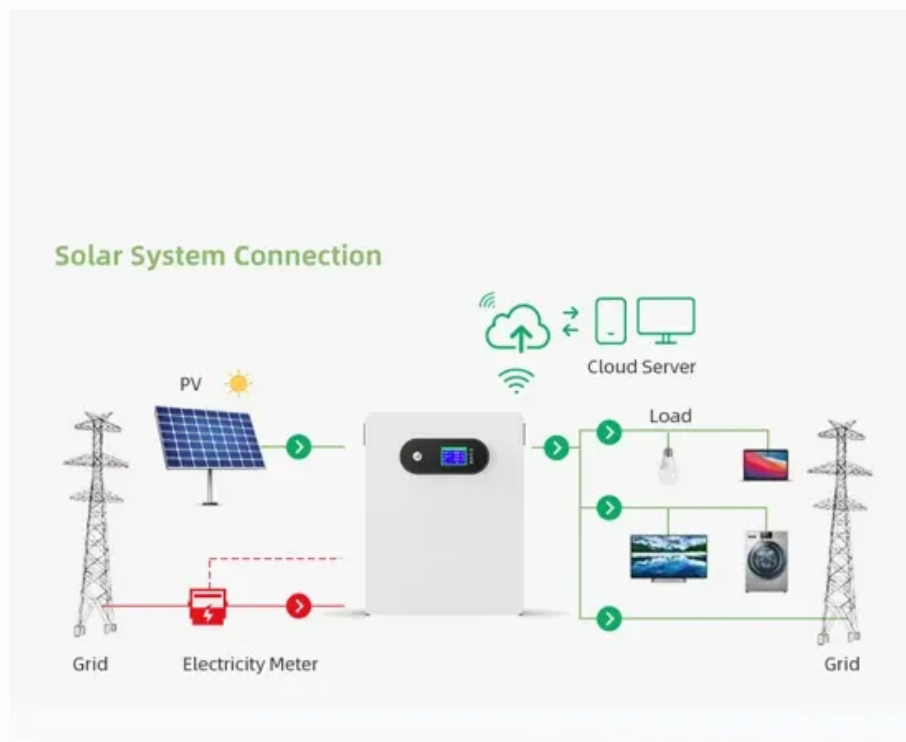 Solar System Connection
Cloud Server
PV
Load
Grid
Electricity Meter
Grid